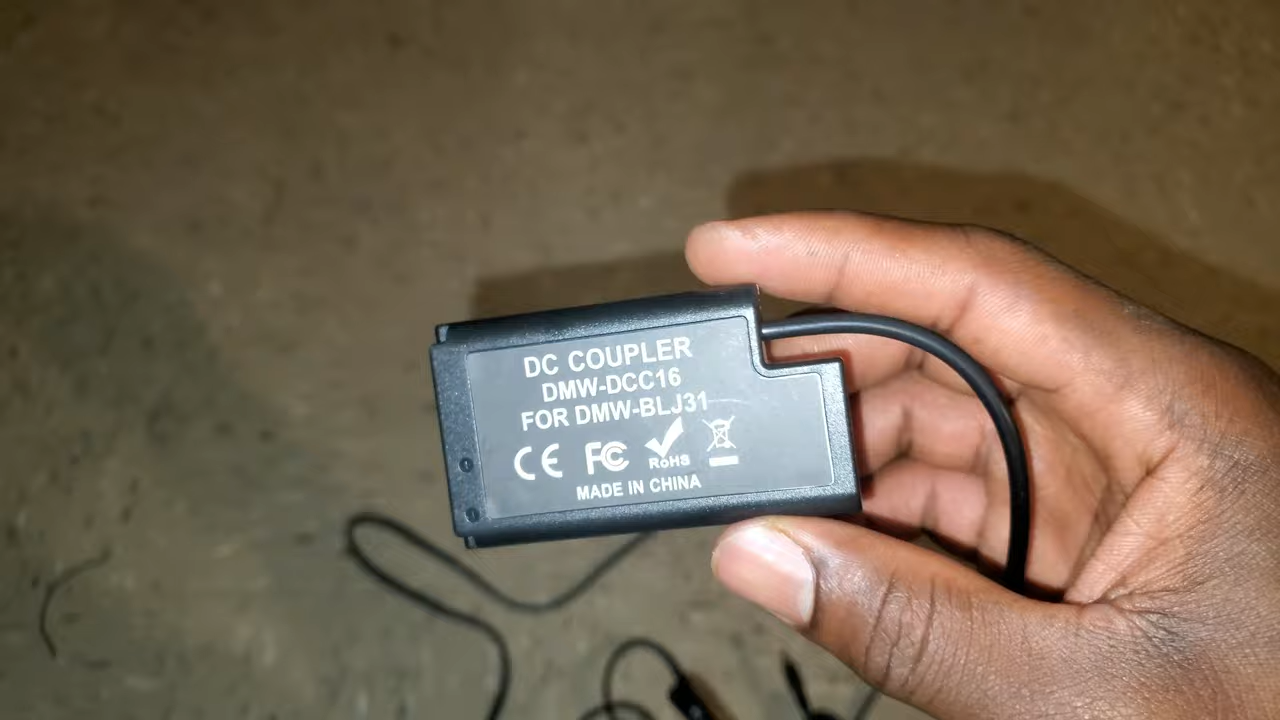 DC COUPLER
DMW-DCC16
FOR DMW-BLJ31
CE FC RoHS
MADE IN CHINA